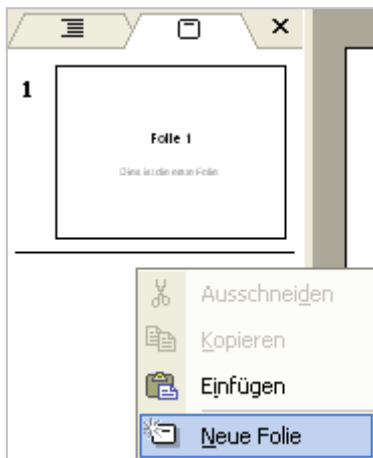 1
Folie 1
Dies ist die erste Folie
Ausschneiden
Kopieren
Einfügen
Neue Folie